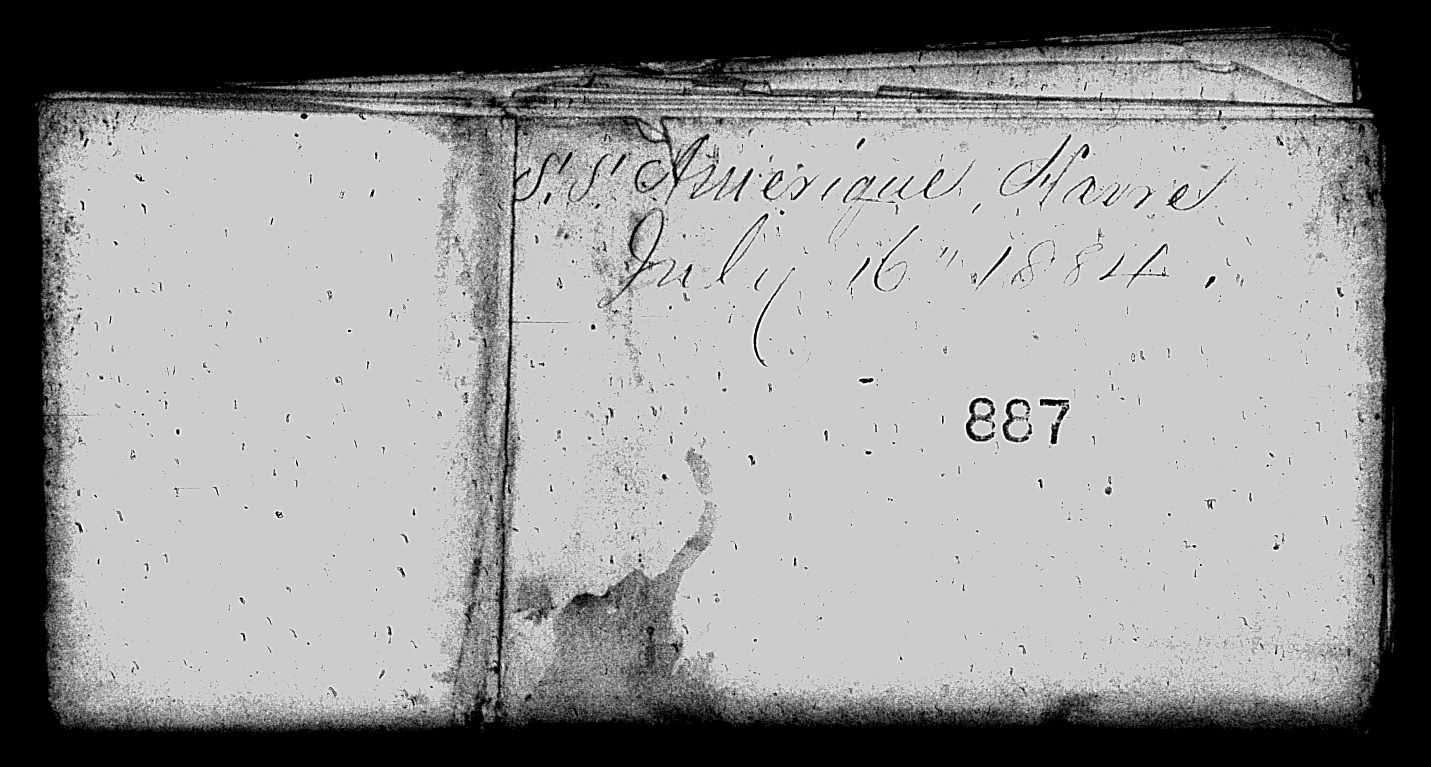 S.S. Amérique, Havre
July 16" 1884.
887